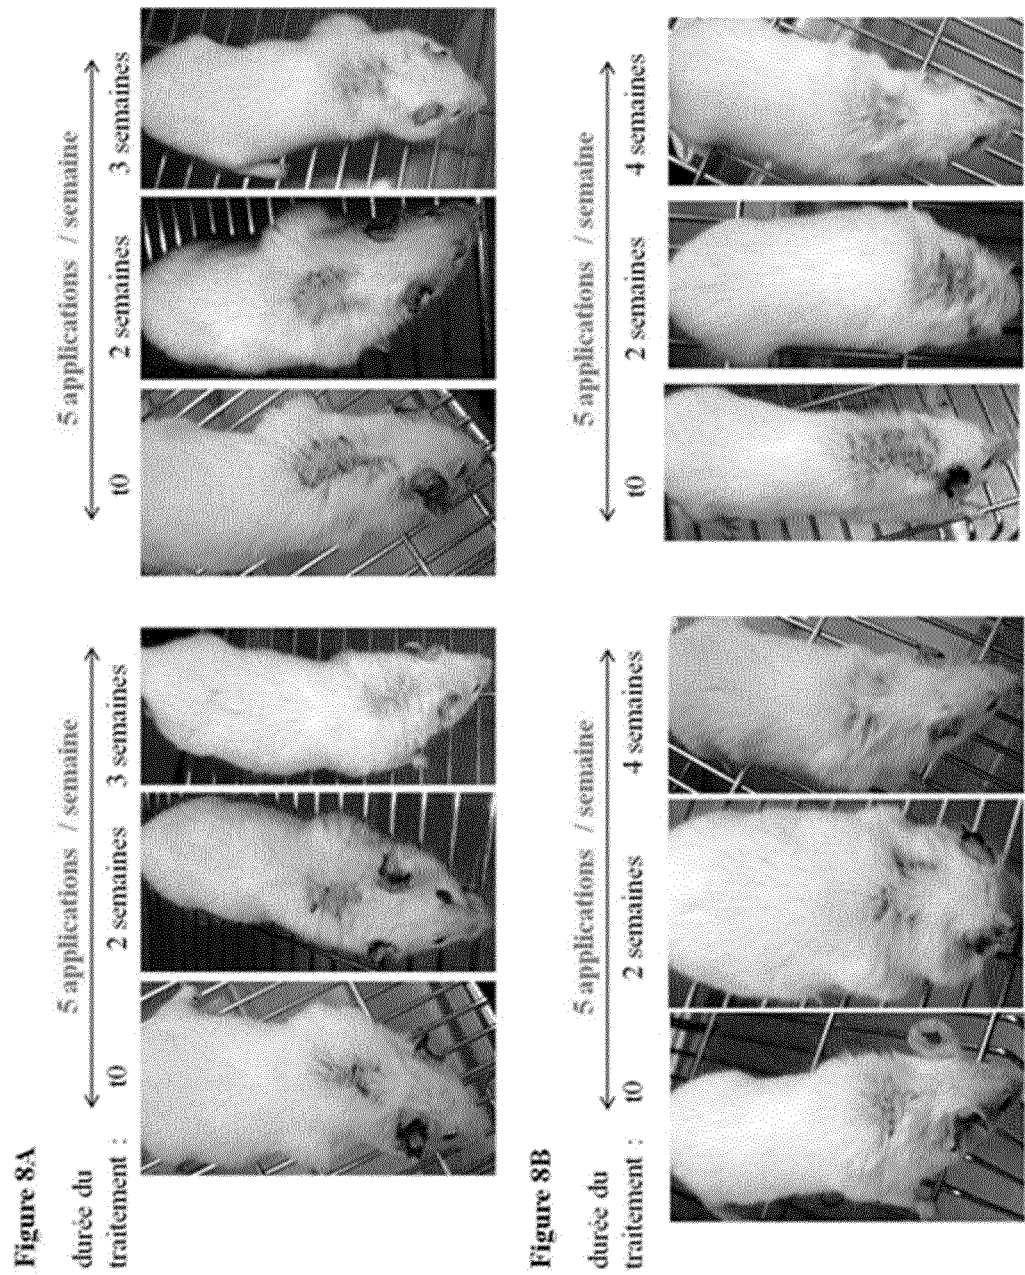 Figure 8A
5 applications / semaine
5 applications / semaine
durée du
traitement : t0 2 semaines 3 semaines t0 2 semaines 3 semaines
Figure 8B
5 applications / semaine
5 applications / semaine
durée du
traitement : t0 2 semaines 4 semaines t0 2 semaines 4 semaines